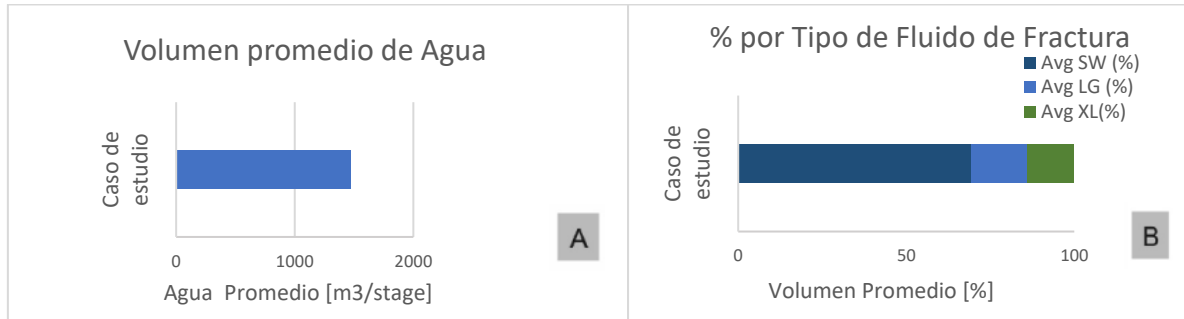 Volumen promedio de Agua
Caso de
estudio
0
1000
2000
Agua  Promedio [m3/stage]
A
% por Tipo de Fluido de Fractura
Avg SW (%)
Avg LG (%)
Avg XL(%)
Caso de
estudio
0
50
100
Volumen Promedio [%]
B